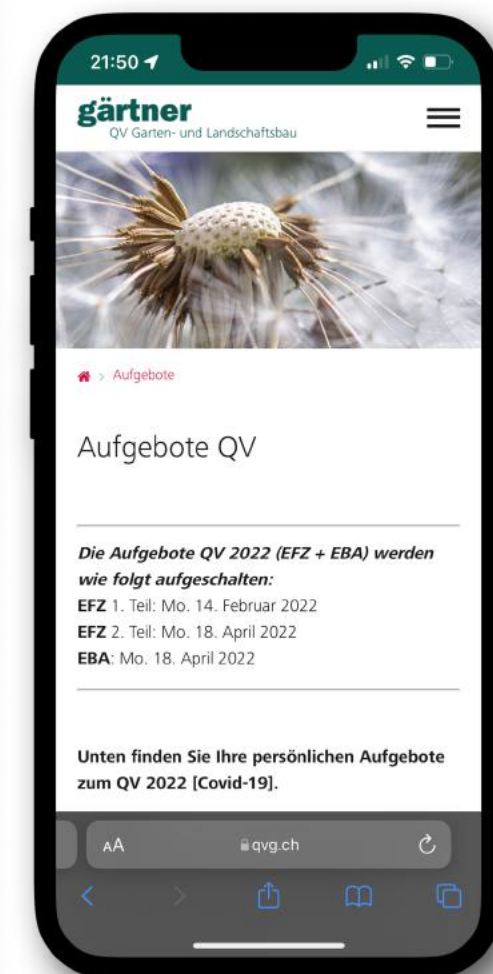 21:50
gärtner
QV Garten- und Landschaftsbau
> Aufgebote
Aufgebote QV
Die Aufgebote QV 2022 (EFZ + EBA) werden
wie folgt aufgeschalten:
EFZ 1. Teil: Mo. 14. Februar 2022
EFZ 2. Teil: Mo. 18. April 2022
EBA: Mo. 18. April 2022
Unten finden Sie Ihre persönlichen Aufgebote
zum QV 2022 [Covid-19].
AA qvg.ch